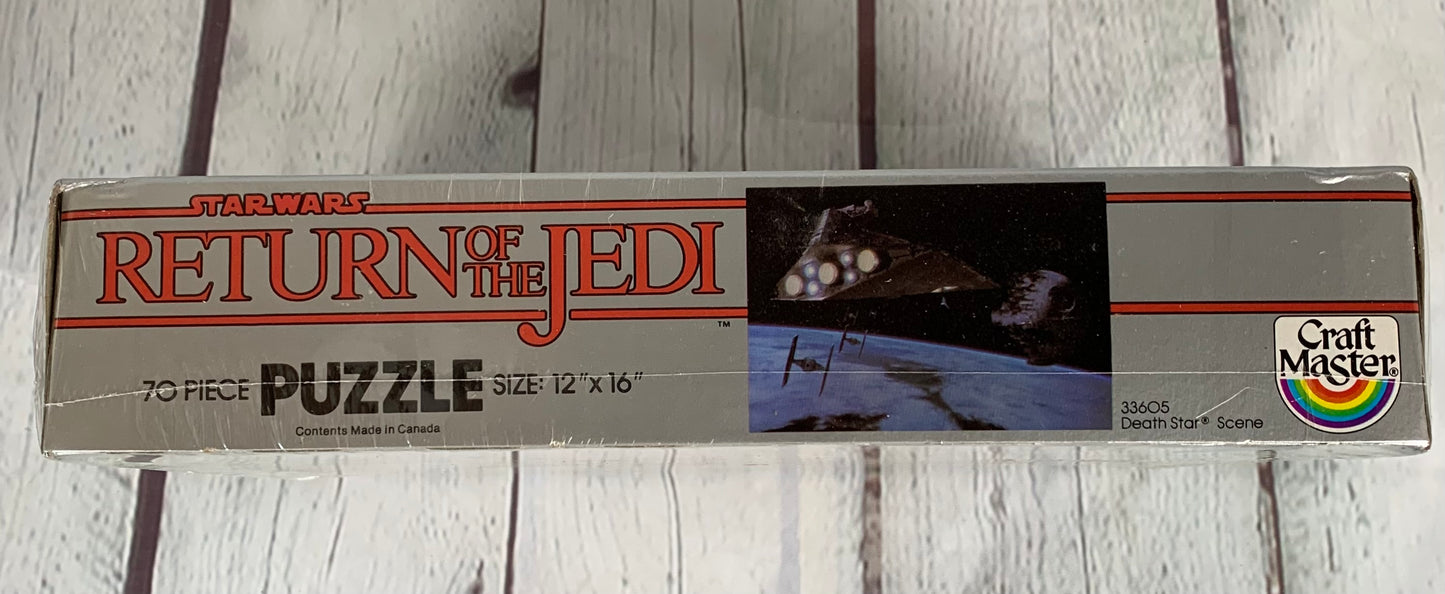 STAR WARS
RETURN OF THE JEDI
™
70 PIECE PUZZLE SIZE: 12"x 16"
Contents Made in Canada
33605
Death Star® Scene
Craft
Master®